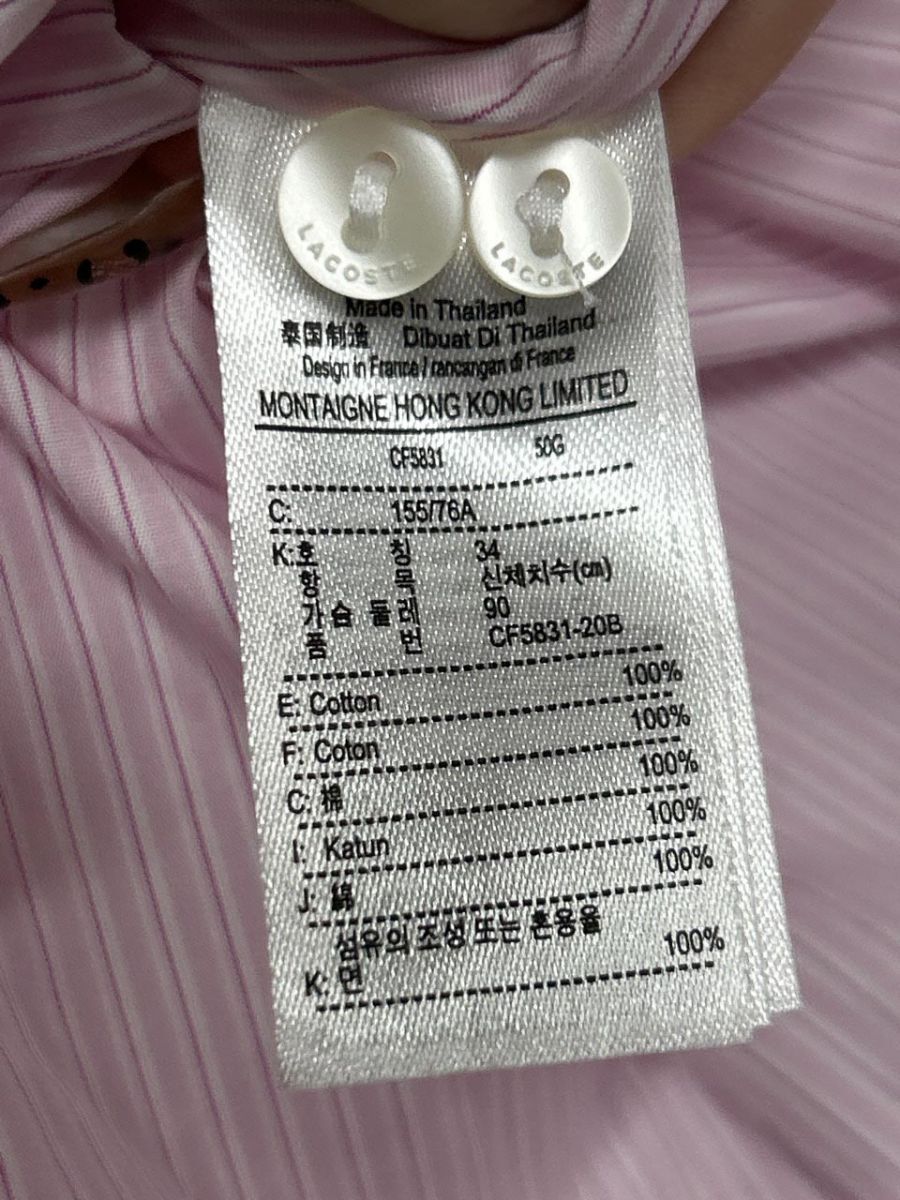 LACOSTE
LACOSTE
Made in Thailand
泰国制造 Dibuat Di Thailand
Design in France / rancangan di France
MONTAIGNE HONG KONG LIMITED
CF5831 50G
C: 155/76A
K:호 칭 34
항 목 신체치수(cm)
가슴 둘레 90
품 번 CF5831-20B
E: Cotton 100%
F: Coton 100%
C: 棉 100%
I: Katun 100%
J: 綿 100%
섬유의 조성 또는 혼용율
K: 면 100%